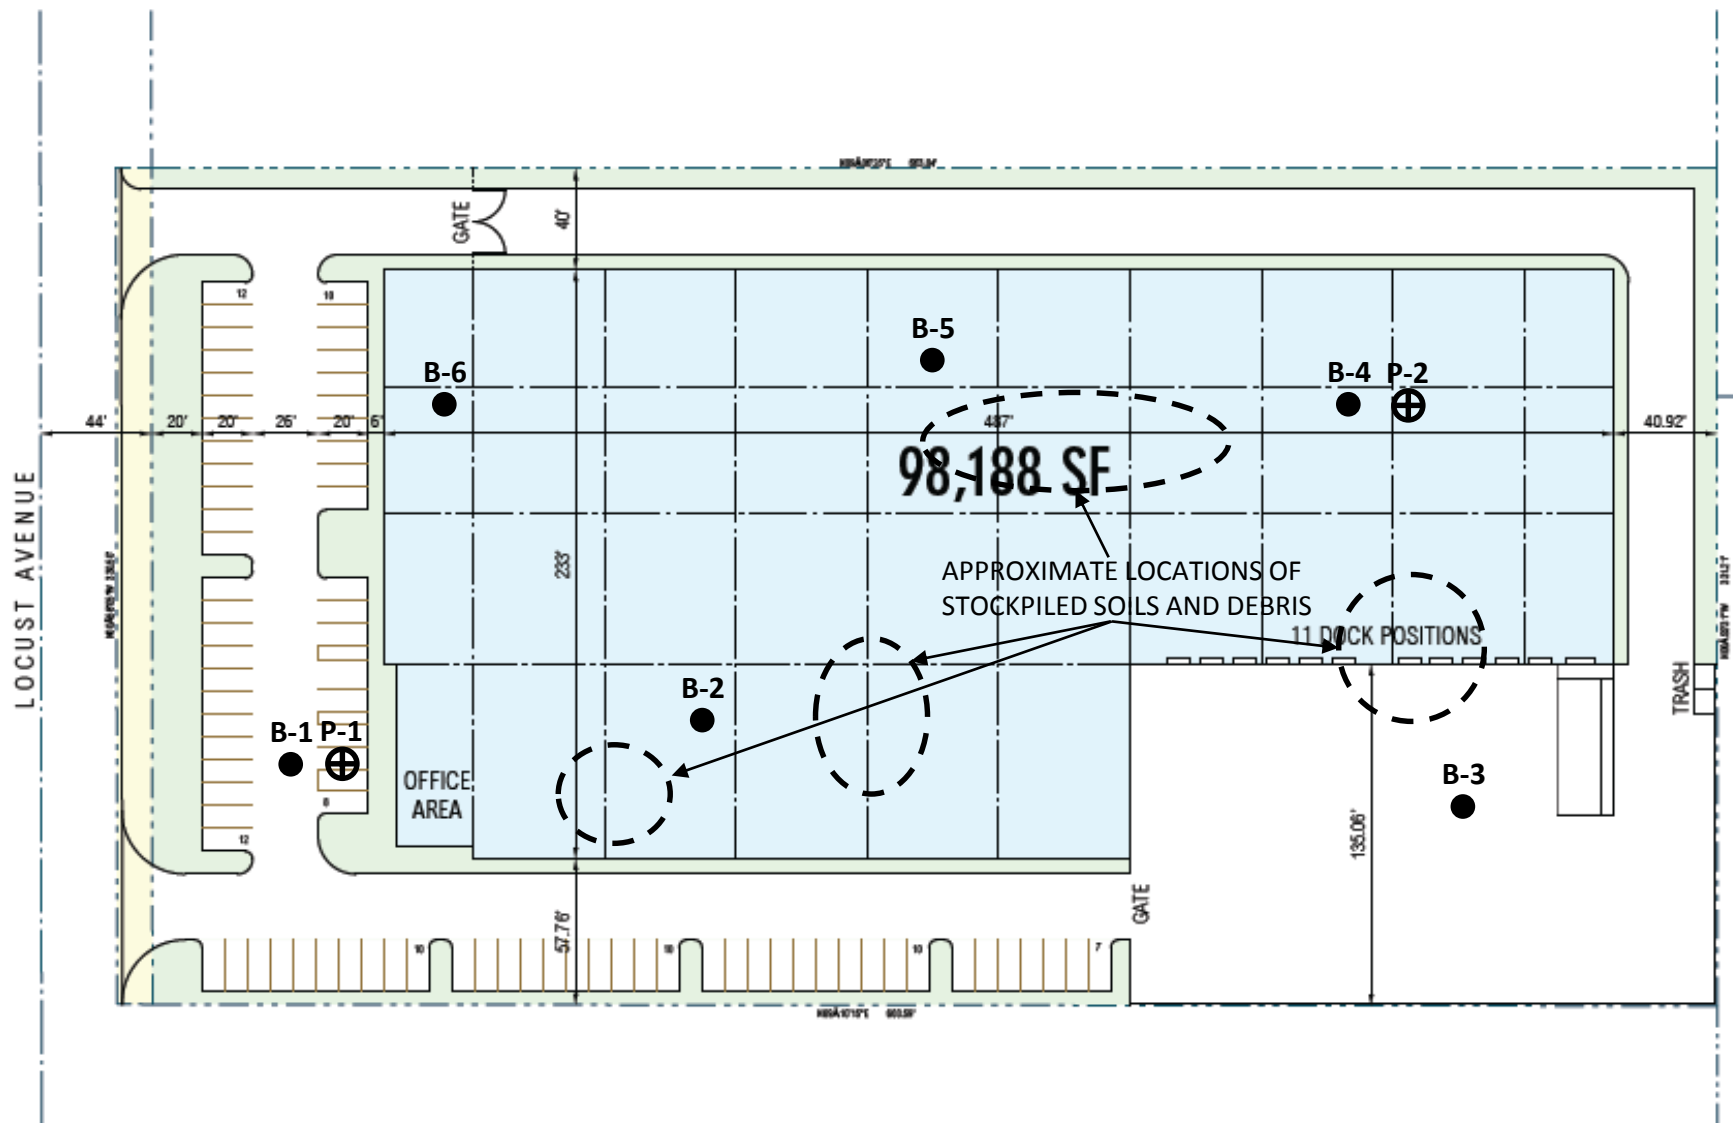 GATE
40'
12
10
B-5
B-6
B-4
P-2
44'
20'
20'
26'
20'
6'
487'
40.92'
98,188 SF
LOCUST AVENUE
233'
APPROXIMATE LOCATIONS OF
STOCKPILED SOILS AND DEBRIS
11 DOCK POSITIONS
TRASH
B-2
B-1
P-1
B-3
OFFICE
AREA
8
12
135.06'
GATE
57.76'
10
10
10
7